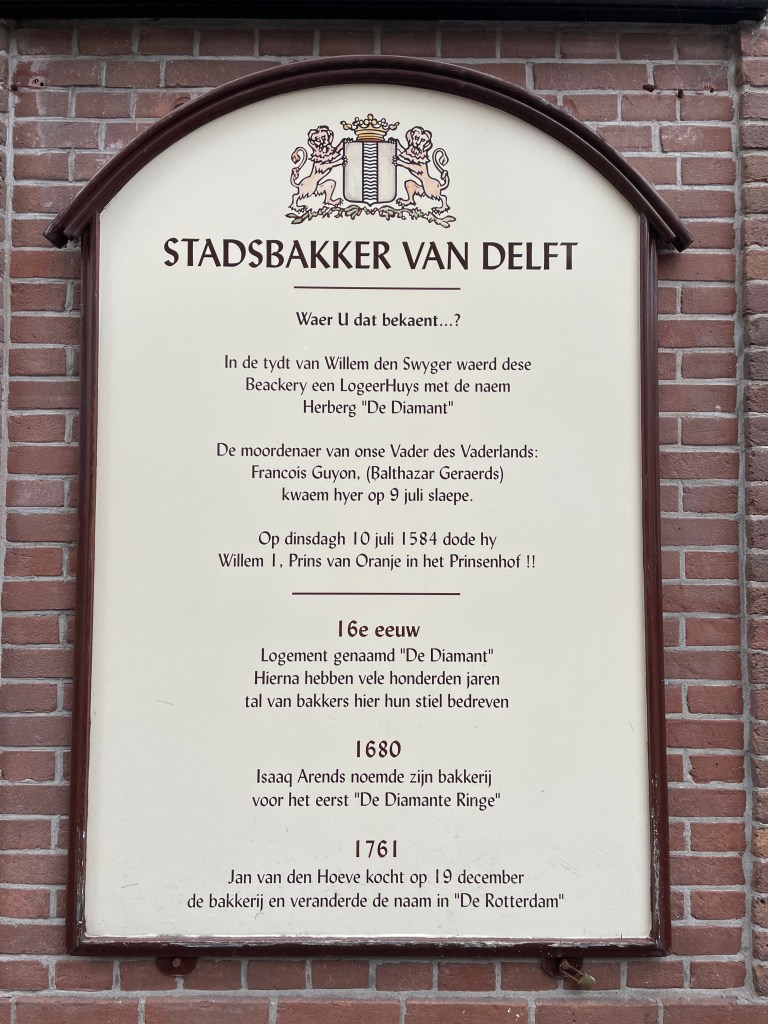 STADSBAKKER VAN DELFT
Waer U dat bekaent...?
In de tydt van Willem den Swyger waerd dese
Beackery een LogeerHuys met de naem
Herberg "De Diamant"
De moordenaer van onse Vader des Vaderlands:
Francois Guyon, (Balthazar Geraerds)
kwaem hyer op 9 juli slaepe.
Op dinsdagh 10 juli 1584 dode hy
Willem 1, Prins van Oranje in het Prinsenhof !!
16e eeuw
Logement genaamd "De Diamant"
Hierna hebben vele honderden jaren
tal van bakkers hier hun stiel bedreven
1680
Isaaq Arends noemde zijn bakkerij
voor het eerst "De Diamante Ringe"
1761
Jan van den Hoeve kocht op 19 december
de bakkerij en veranderde de naam in "De Rotterdam"